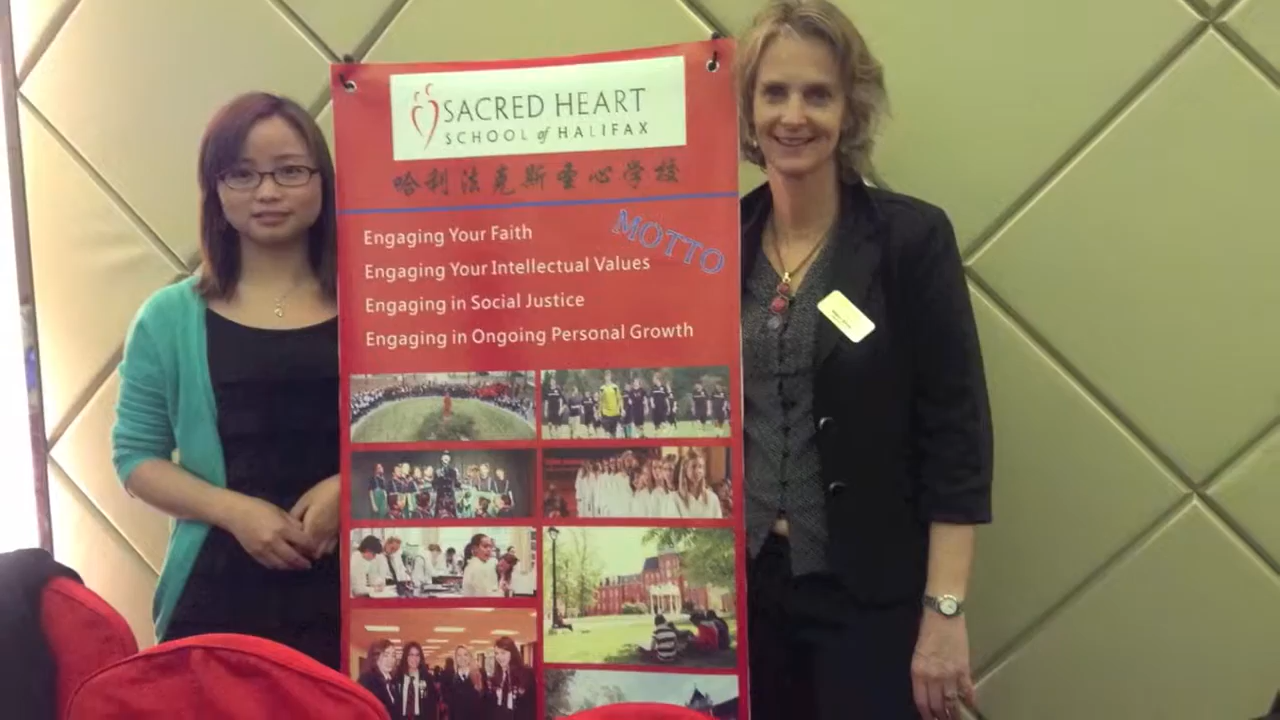 SACRED HEART
SCHOOL of HALIFAX
哈利法克斯圣心学校
MOTTO
Engaging Your Faith
Engaging Your Intellectual Values
Engaging in Social Justice
Engaging in Ongoing Personal Growth